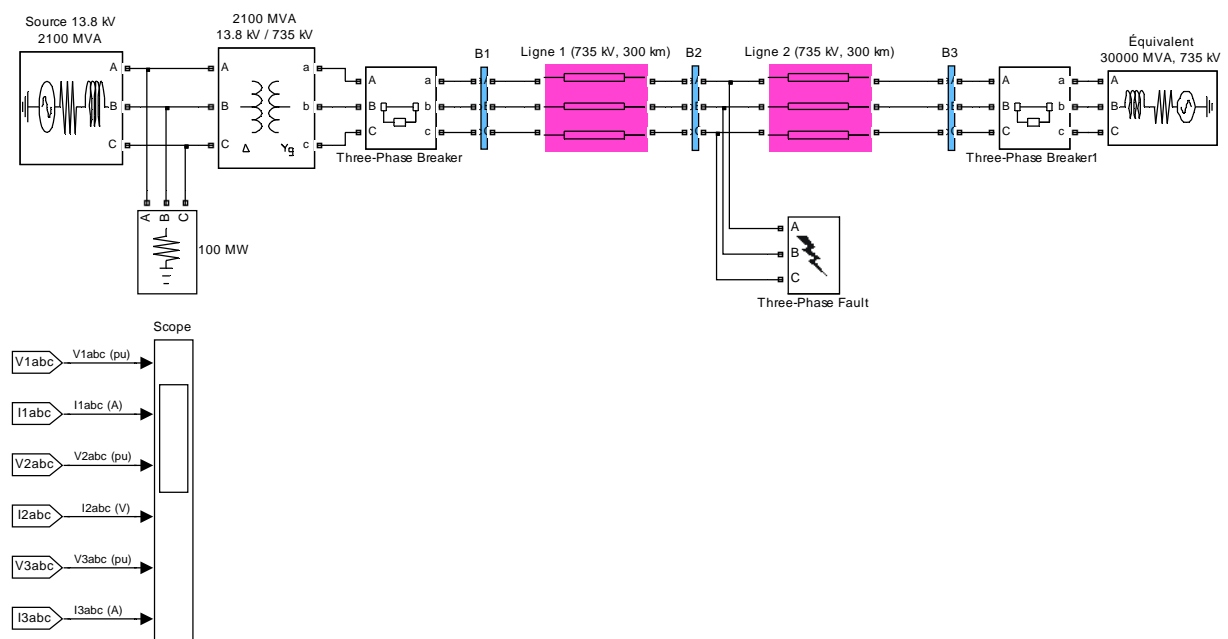 Source 13.8 kV
2100 MVA
A
B
C
2100 MVA
13.8 kV / 735 kV
A
B
C
a
b
c
Δ
Yg
A
B
C
a
b
c
Three-Phase Breaker
B1
Ligne 1 (735 kV, 300 km)
B2
Ligne 2 (735 kV, 300 km)
B3
A
B
C
a
b
c
Three-Phase Breaker1
Équivalent
30000 MVA, 735 kV
A
B
C
A
B
C
100 MW
A
B
C
Three-Phase Fault
Scope
V1abc
V1abc (pu)
I1abc
I1abc (A)
V2abc
V2abc (pu)
I2abc
I2abc (V)
V3abc
V3abc (pu)
I3abc
I3abc (A)